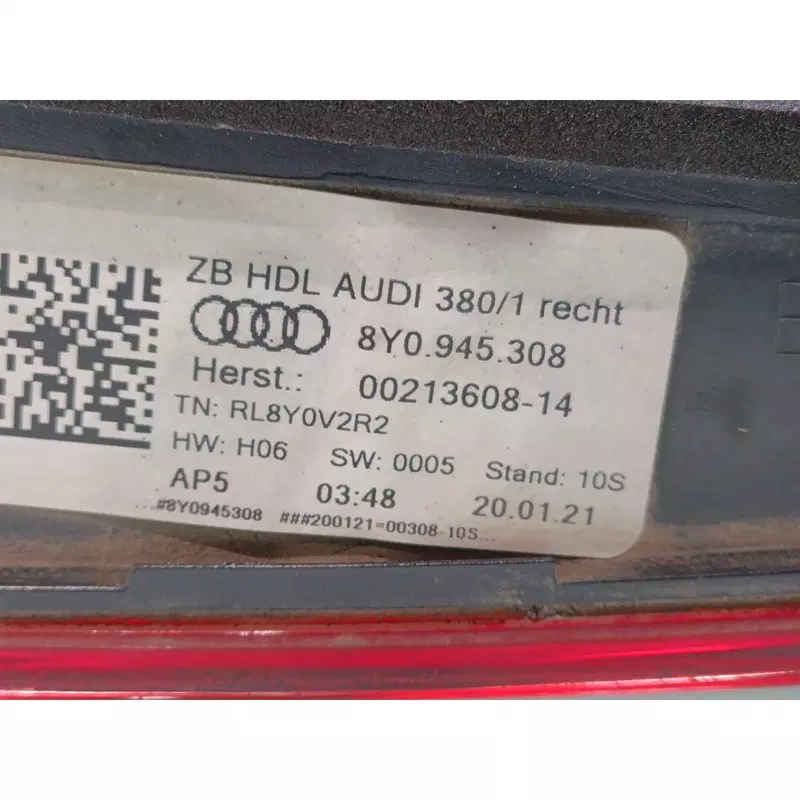 ZB HDL AUDI 380/1 recht
8Y0.945.308
Herst.: 00213608-14
TN: RL8Y0V2R2
HW: H06 SW: 0005 Stand: 10S
AP5 03:48 20.01.21
...#8Y0945308 ###200121=00308-10S...